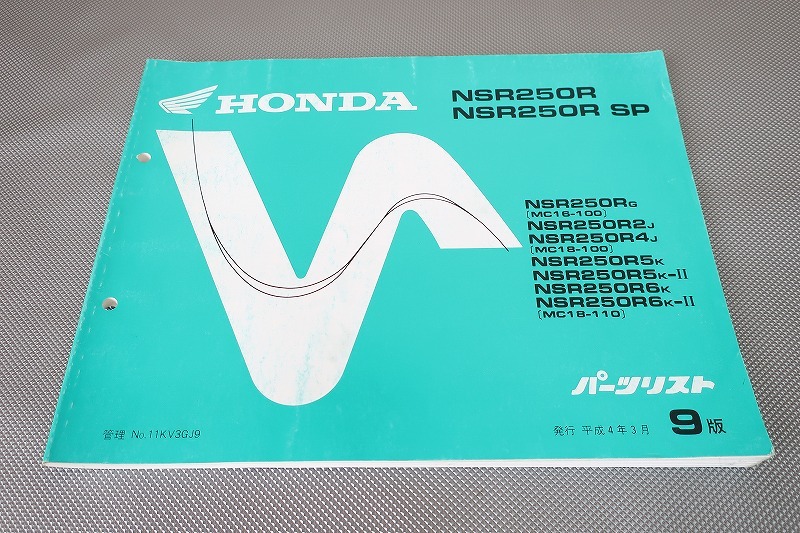 HONDA
NSR250R
NSR250R SP
NSR250RG
(MC16-100)
NSR250R2J
NSR250R4J
(MC18-100)
NSR250R5K
NSR250R5K-II
NSR250R6K
NSR250R6K-II
(MC18-110)
パーツリスト
管理 No.11KV3GJ9
発行 平成4年3月 9版